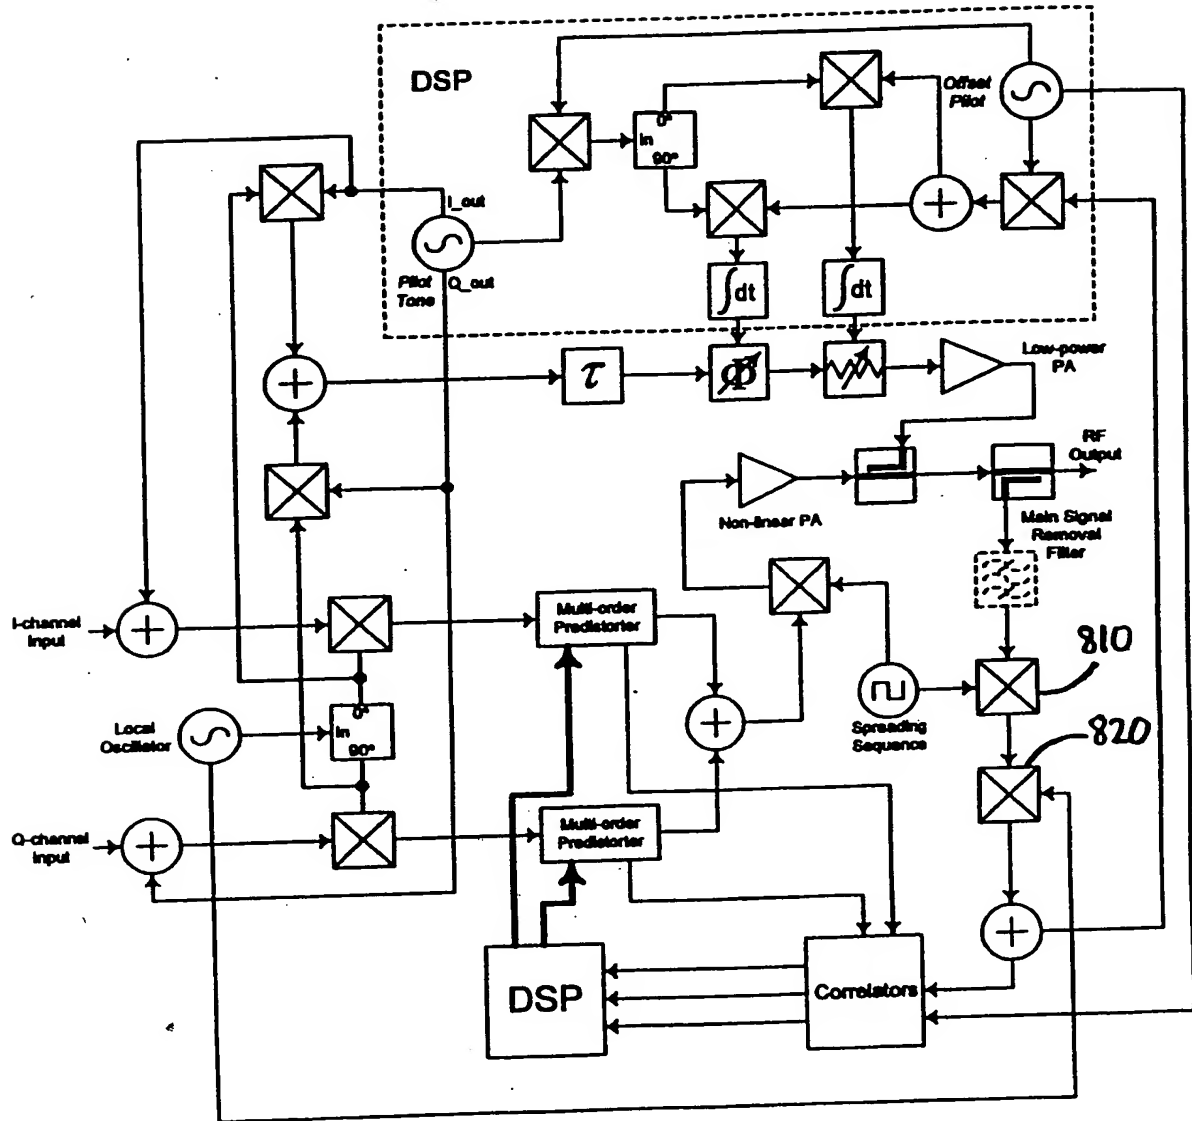 DSP
Offset
Pilot
0°
In
90°
I_out
Pilot
Tone
Q_out
∫dt
∫dt
Low-power
PA
τ
Φ
RF
Output
Non-linear PA
Main Signal
Removal
Filter
I-channel
Input
Multi-order
Predistorter
810
Local
Oscillator
0°
In
90°
Spreading
Sequence
820
Q-channel
Input
Multi-order
Predistorter
DSP
Correlators